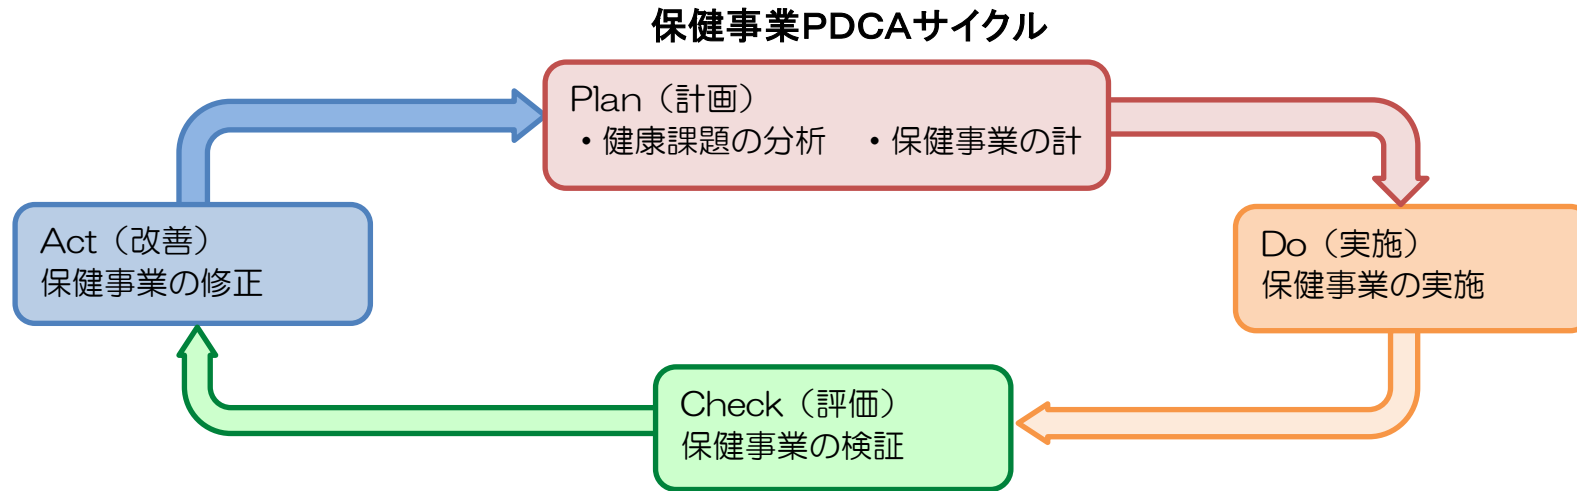 保健事業PDCAサイクル
Plan（計画）
・健康課題の分析　・保健事業の計
Do（実施）
保健事業の実施
Check（評価）
保健事業の検証
Act（改善）
保健事業の修正